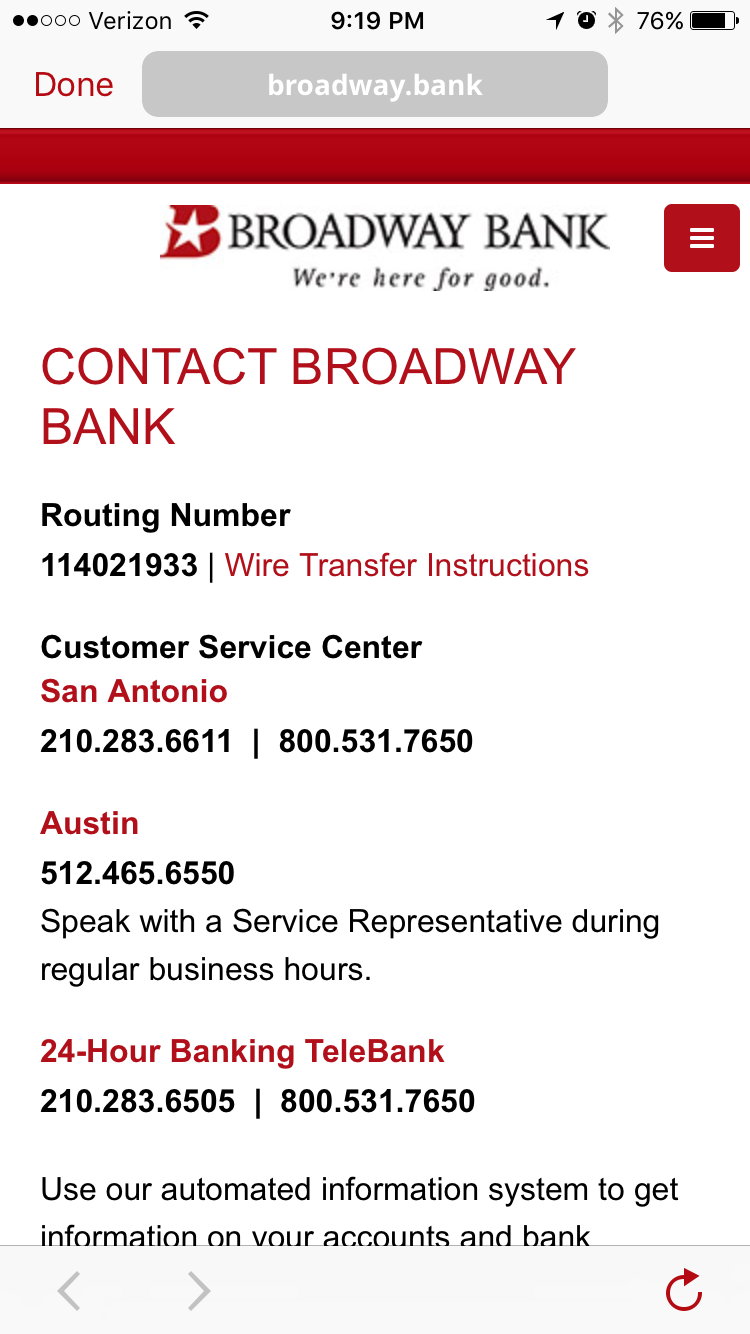 Verizon 9:19 PM 76%
Done broadway.bank
BROADWAY BANK
We're here for good.
CONTACT BROADWAY
BANK
Routing Number
114021933 | Wire Transfer Instructions
Customer Service Center
San Antonio
210.283.6611 | 800.531.7650
Austin
512.465.6550
Speak with a Service Representative during
regular business hours.
24-Hour Banking TeleBank
210.283.6505 | 800.531.7650
Use our automated information system to get
information on your accounts and bank